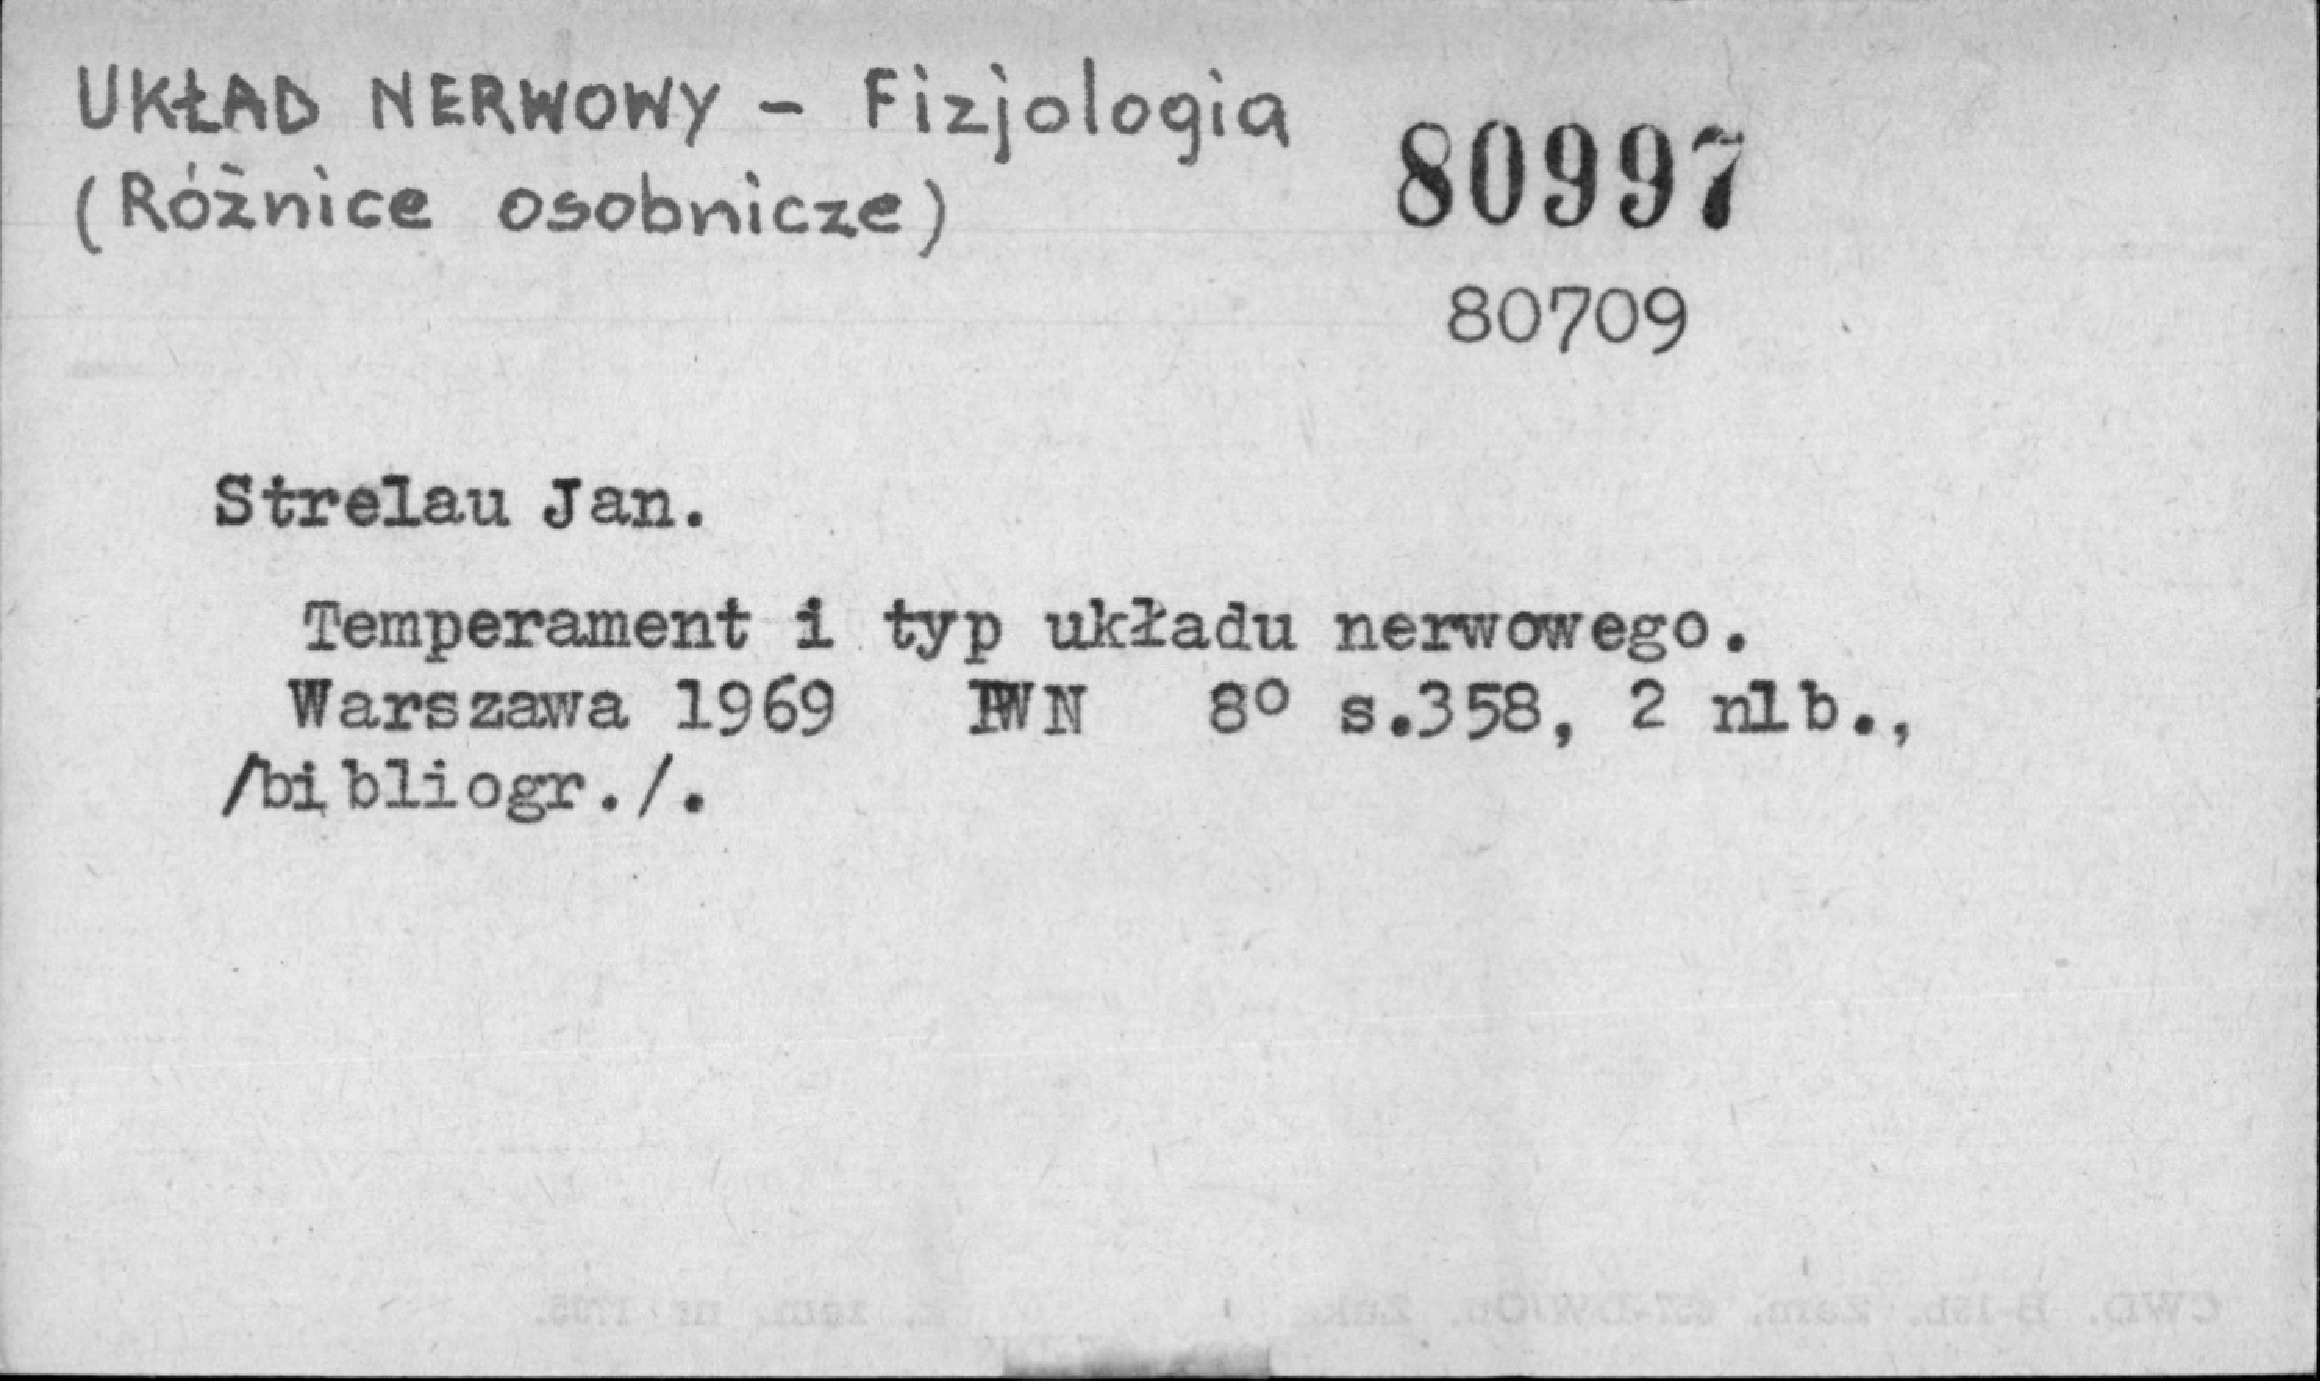 UKŁAD NERWOWY - Fizjologia
(Różnice osobnicze)
80997
80709
Strelau Jan.
Temperament i typ układu nerwowego.
Warszawa 1969 PWN 8° s.358, 2 nlb.,
/bibliogr./.